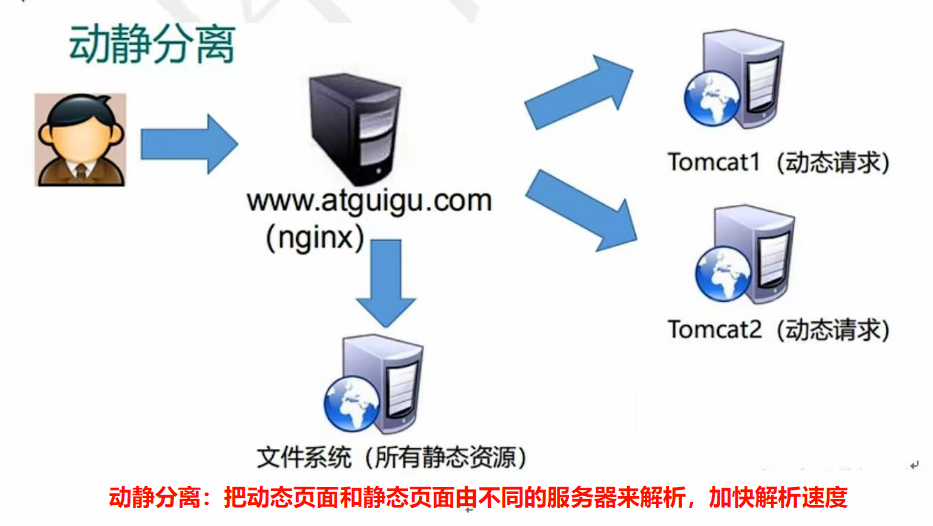 动静分离
Tomcat1（动态请求）
www.atguigu.com
（nginx）
Tomcat2（动态请求）
文件系统（所有静态资源）
动静分离：把动态页面和静态页面由不同的服务器来解析，加快解析速度